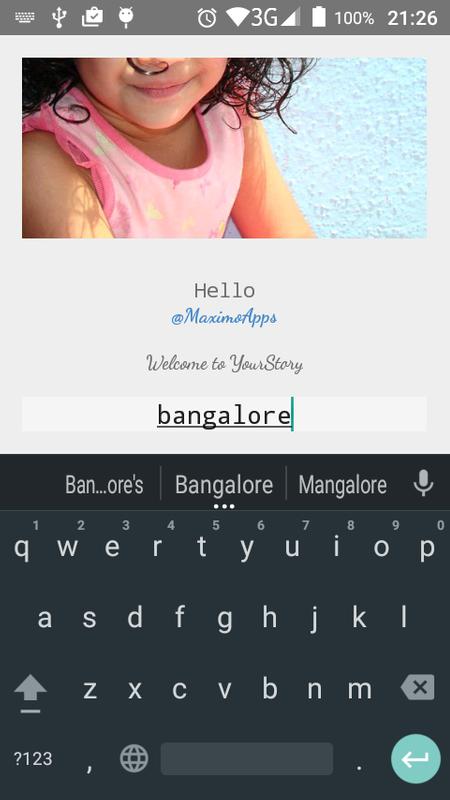 3G 100% 21:26
Hello
@MaximoApps
Welcome to YourStory
bangalore
Ban...ore's Bangalore Mangalore
1 2 3 4 5 6 7 8 9 0
q w e r t y u i o p
a s d f g h j k l
z x c v b n m
?123 , .